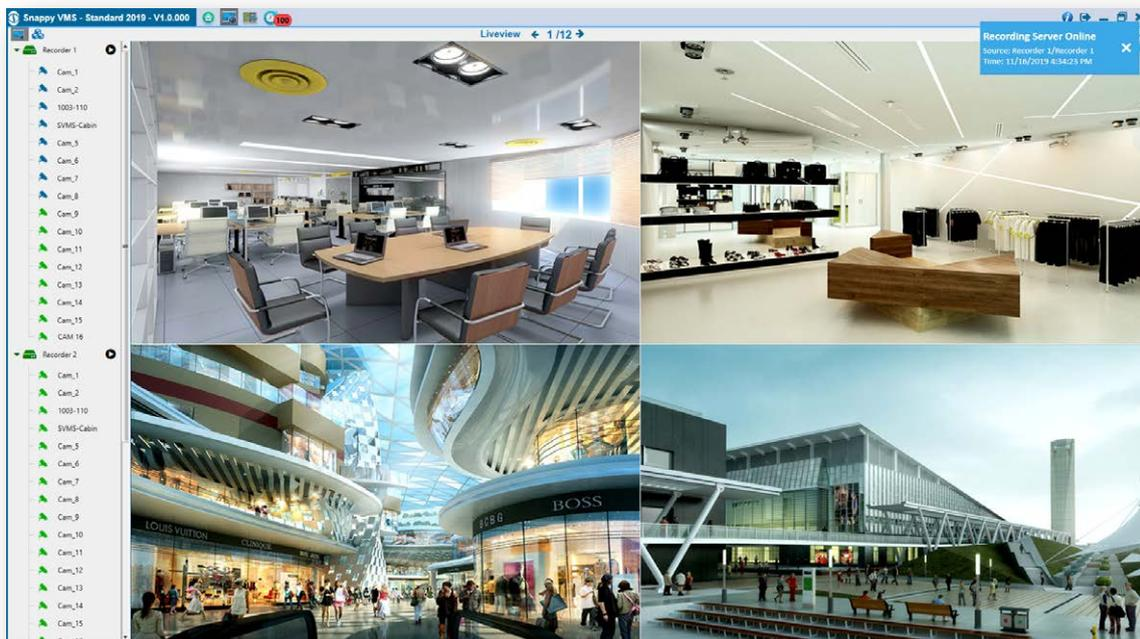 Snappy VMS - Standard 2019 - V1.0.000
100
Liveview
1 /12
Recording Server Online
Source: Recorder 1/Recorder 1
Time: 11/16/2019 4:34:23 PM
Recorder 1
Cam_1
Cam_2
1003-110
SVMS-Cabin
Cam_5
Cam_6
Cam_7
Cam_8
Cam_9
Cam_10
Cam_11
Cam_12
Cam_13
Cam_14
Cam_15
CAM 16
Recorder 2
Cam_1
Cam_2
1003-110
SVMS-Cabin
Cam_5
Cam_6
Cam_7
Cam_8
Cam_9
Cam_10
Cam_11
Cam_12
Cam_13
Cam_14
Cam_15
LOUIS VUITTON
CLINIQUE
BCBG
BOSS